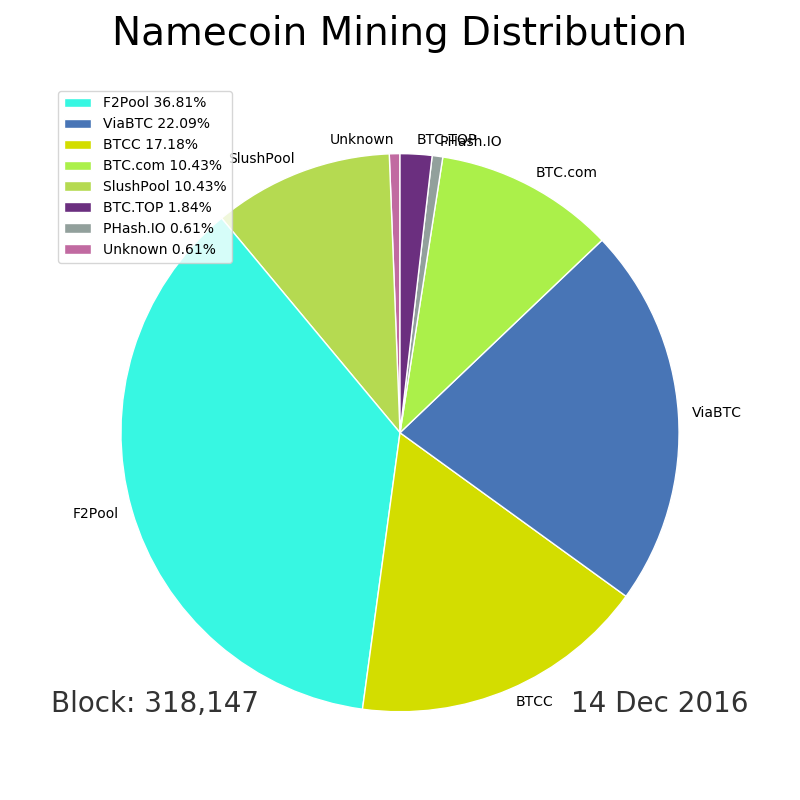 Namecoin Mining Distribution
F2Pool 36.81%
ViaBTC 22.09%
BTCC 17.18%
BTC.com 10.43%
SlushPool 10.43%
BTC.TOP 1.84%
PHash.IO 0.61%
Unknown 0.61%
Unknown
BTC.TOP
PHash.IO
SlushPool
BTC.com
ViaBTC
F2Pool
BTCC
Block: 318,147
14 Dec 2016